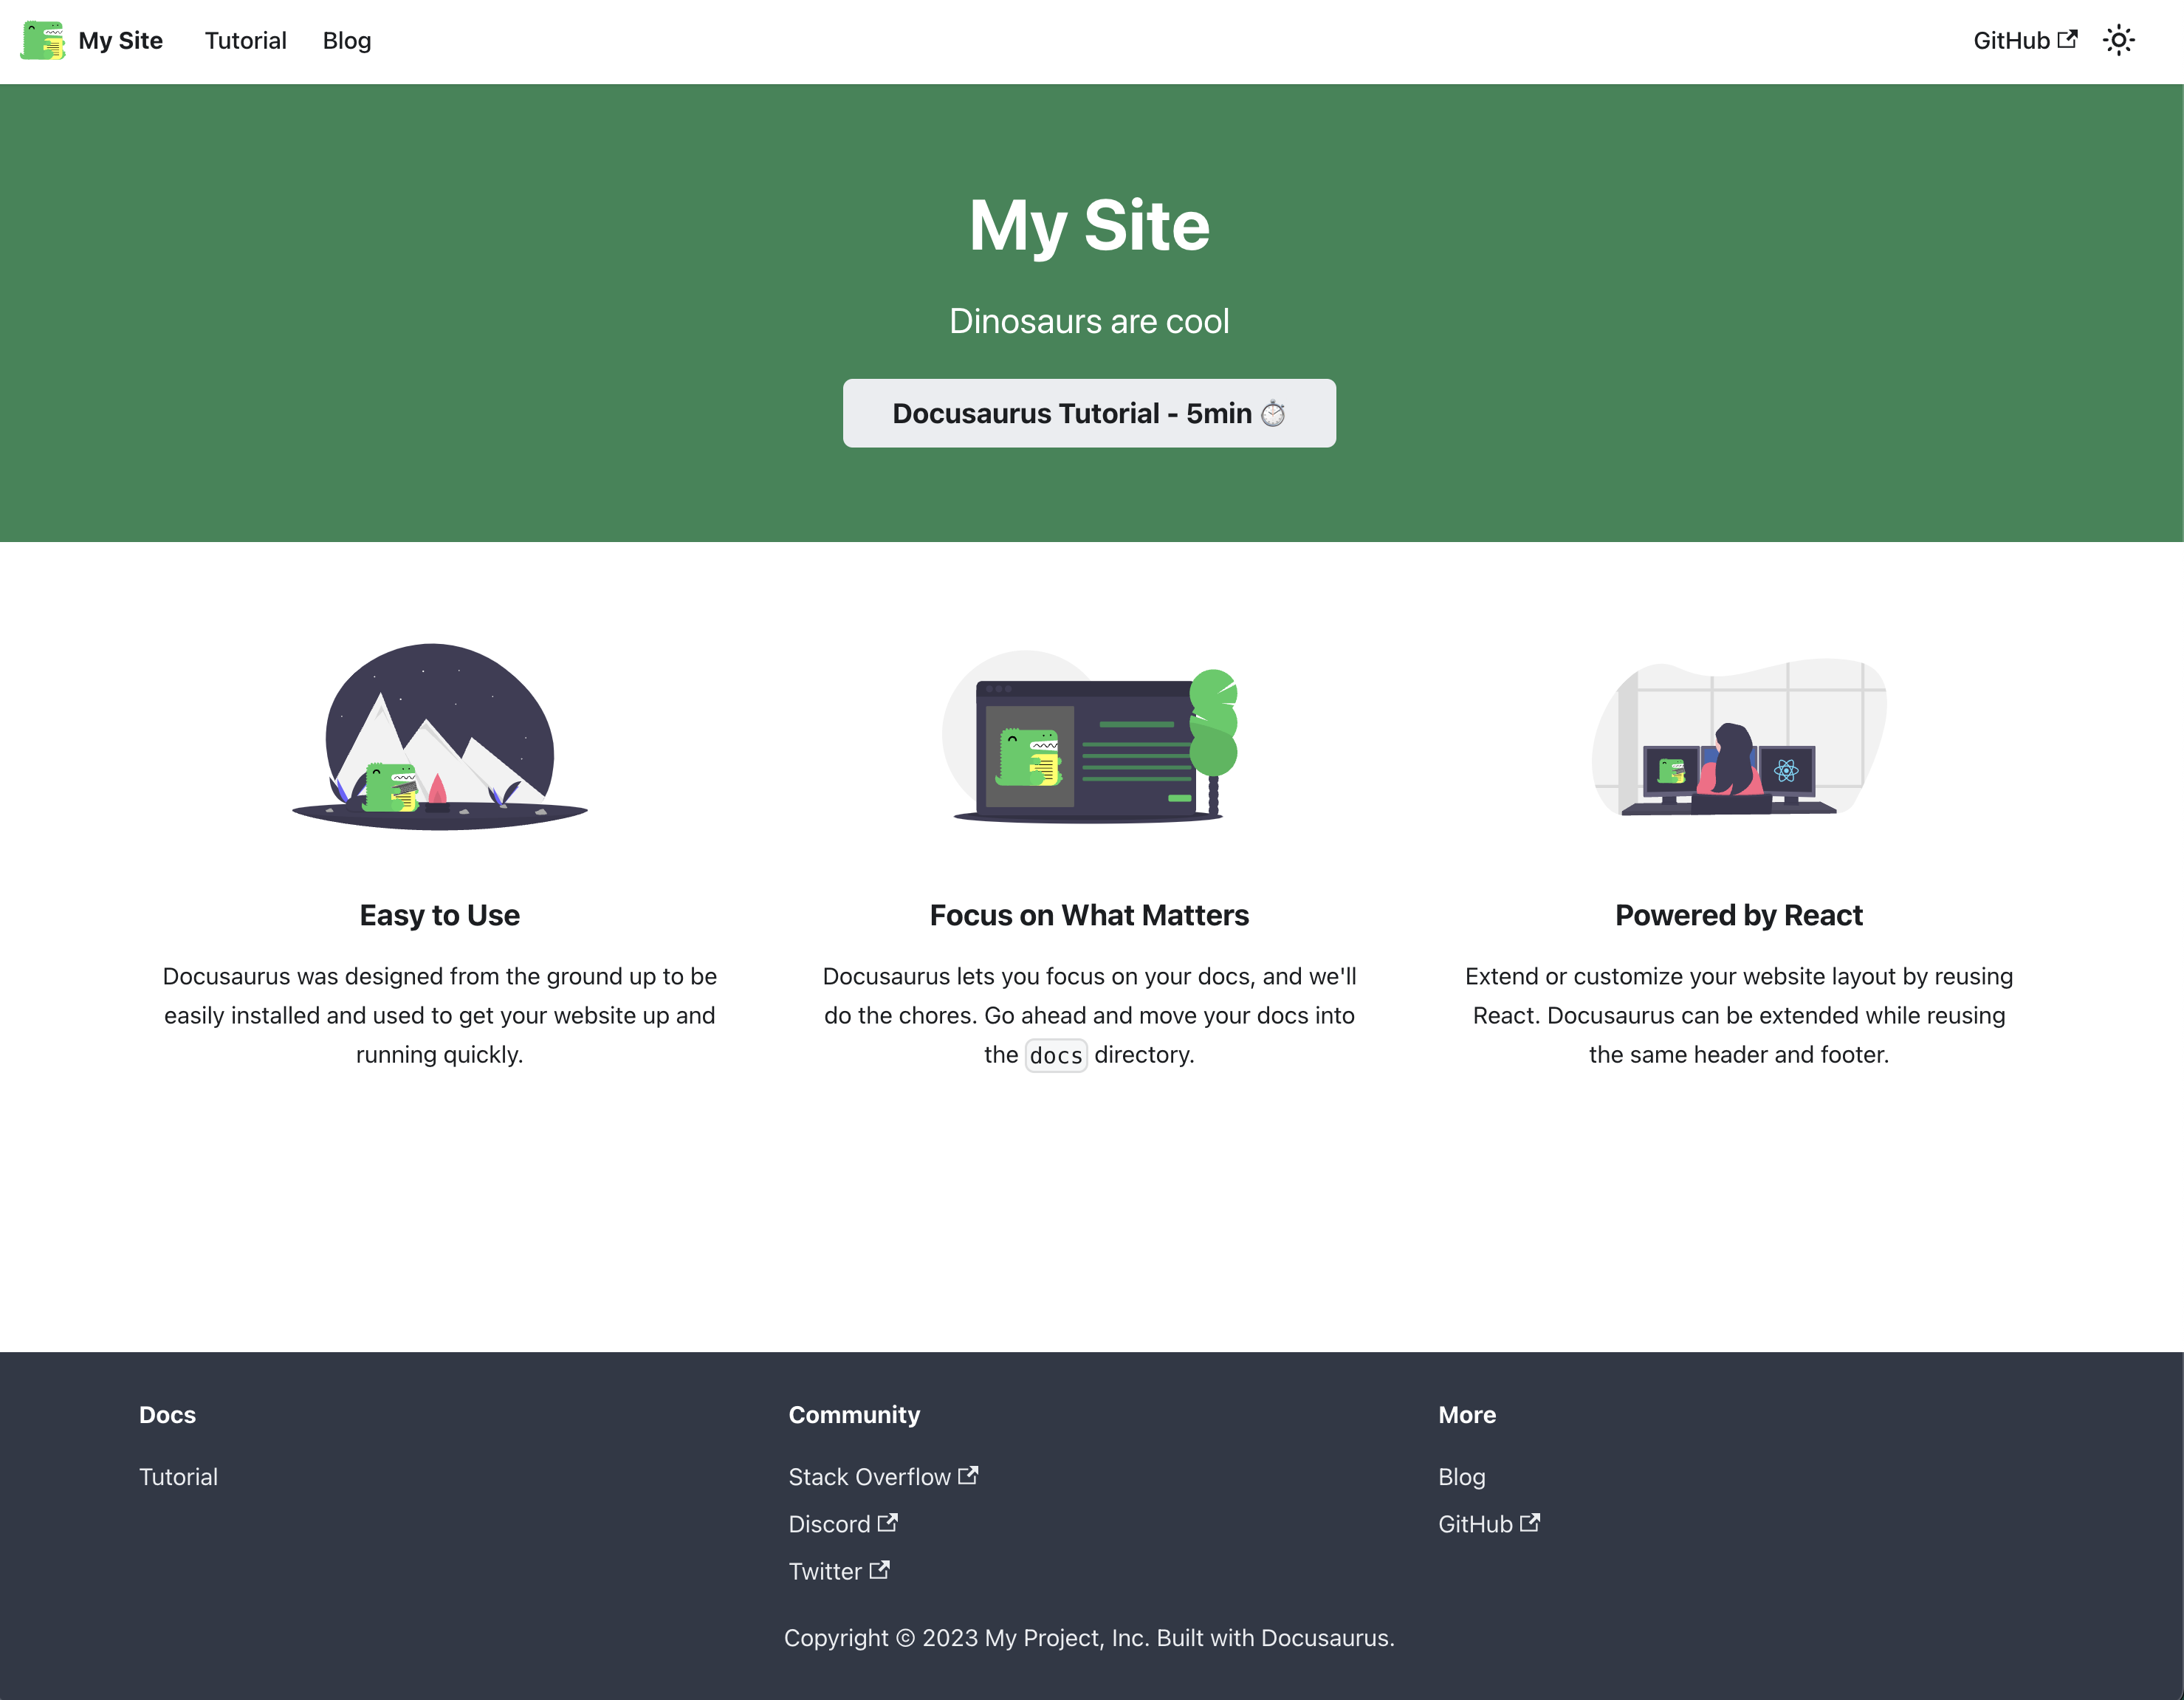 My Site Tutorial Blog GitHub
My Site
Dinosaurs are cool
Docusaurus Tutorial - 5min ⏱️
Easy to Use
Docusaurus was designed from the ground up to be
easily installed and used to get your website up and
running quickly.
Focus on What Matters
Docusaurus lets you focus on your docs, and we'll
do the chores. Go ahead and move your docs into
the docs directory.
Powered by React
Extend or customize your website layout by reusing
React. Docusaurus can be extended while reusing
the same header and footer.
Docs
Tutorial
Community
Stack Overflow
Discord
Twitter
More
Blog
GitHub
Copyright © 2023 My Project, Inc. Built with Docusaurus.